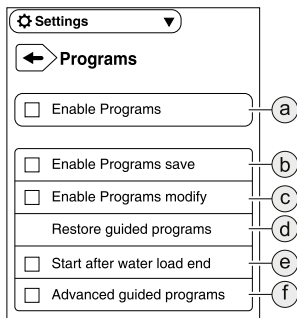 Settings
Programs
Enable Programs a
Enable Programs save b
Enable Programs modify c
Restore guided programs d
Start after water load end e
Advanced guided programs f